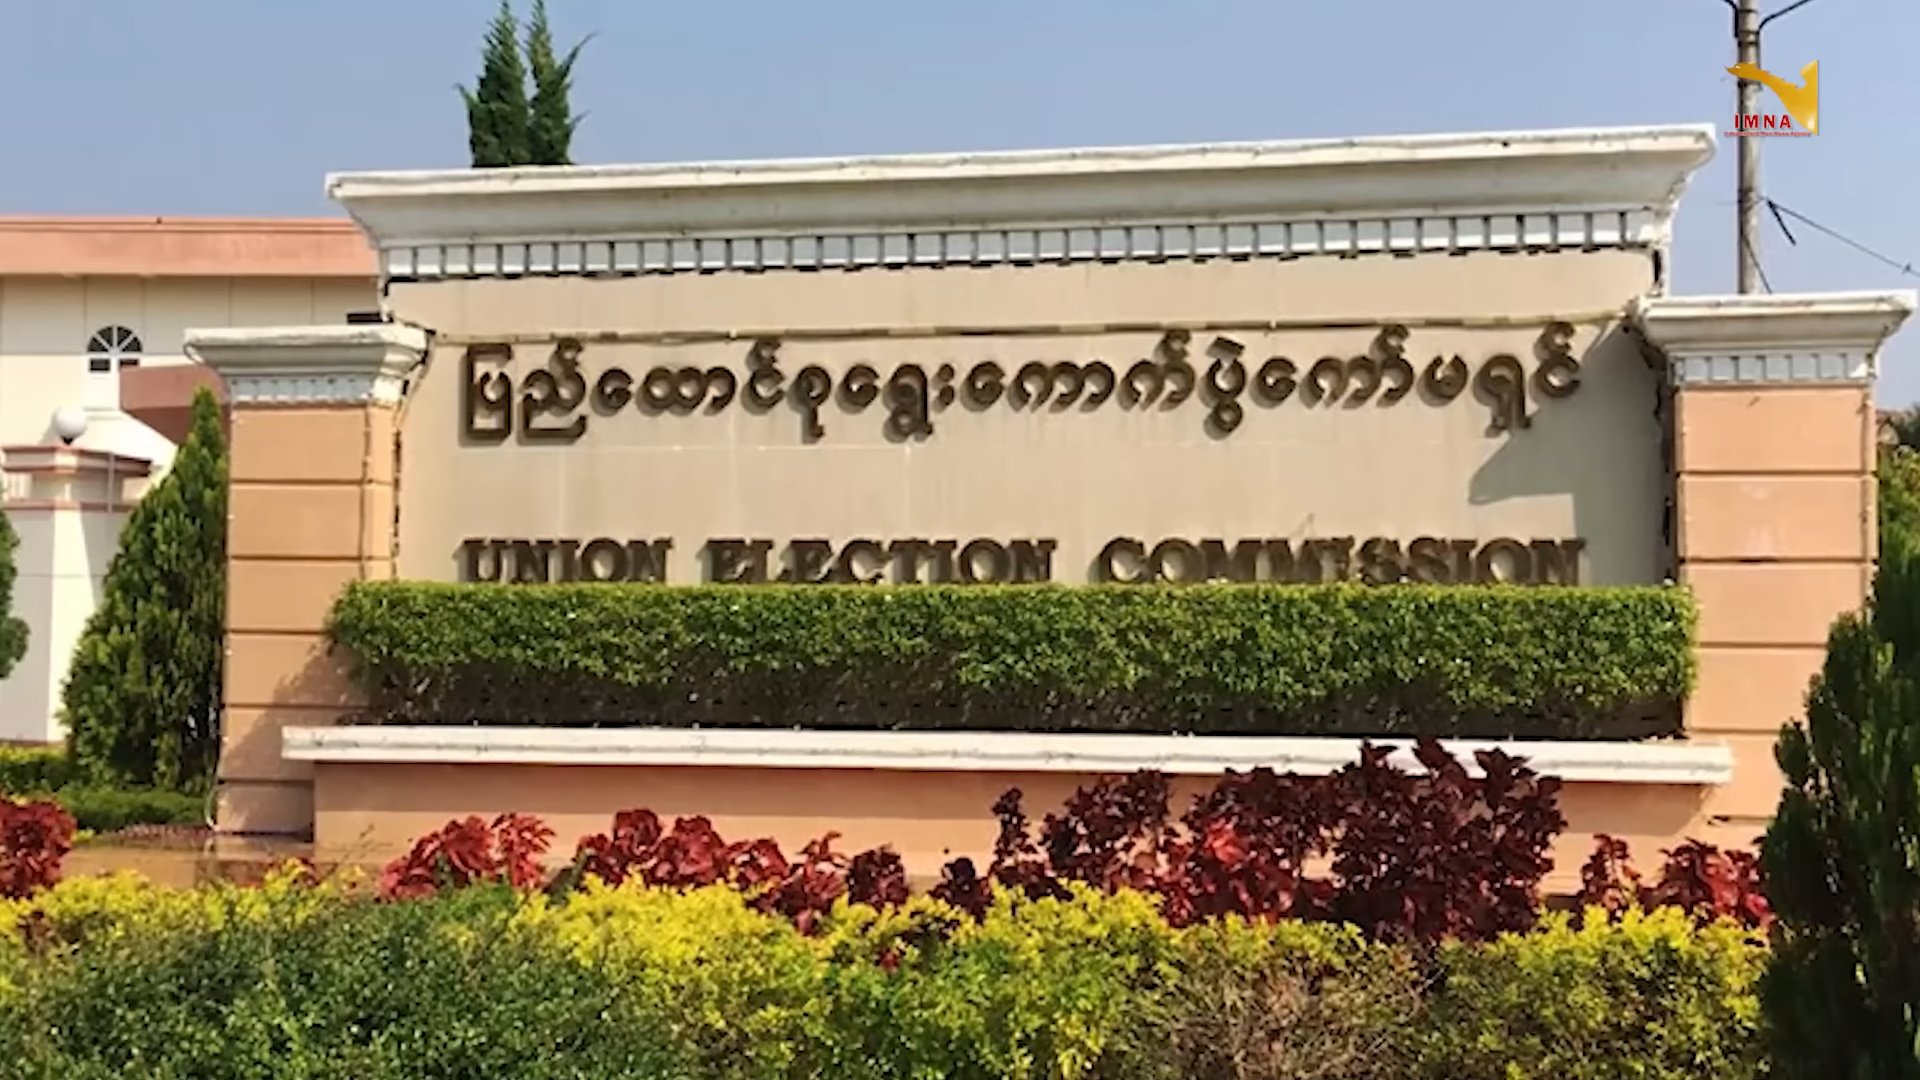 IMNA
ပြည်ထောင်စုရွေးကောက်ပွဲကော်မရှင်
UNION ELECTION COMMISSION